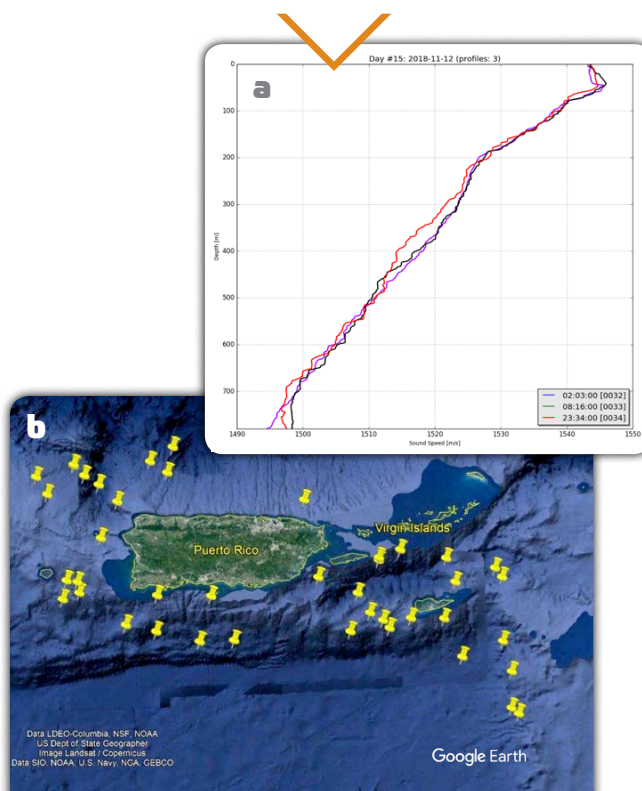 a
Day #15: 2018-11-12 (profiles: 3)
0
100
200
300
400
500
600
700
Depth [m]
02:03:00 [0032]
08:16:00 [0033]
23:34:00 [0034]
1490
1500
1510
1520
1530
1540
1550
Sound Speed [m/s]
b
Virgin Islands
Puerto Rico
Data LDEO-Columbia, NSF, NOAA
US Dept of State Geographer
Image Landsat / Copernicus
Data SIO, NOAA, U.S. Navy, NGA, GEBCO
Google Earth